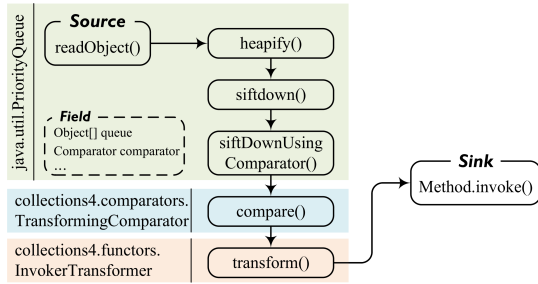 java.util.PriorityQueue
Source
readObject()
heapify()
siftdown()
Field
Object[] queue
Comparator comparator
...
siftDownUsing
Comparator()
Sink
Method.invoke()
collections4.comparators.
TransformingComparator
compare()
collections4.functors.
InvokerTransformer
transform()